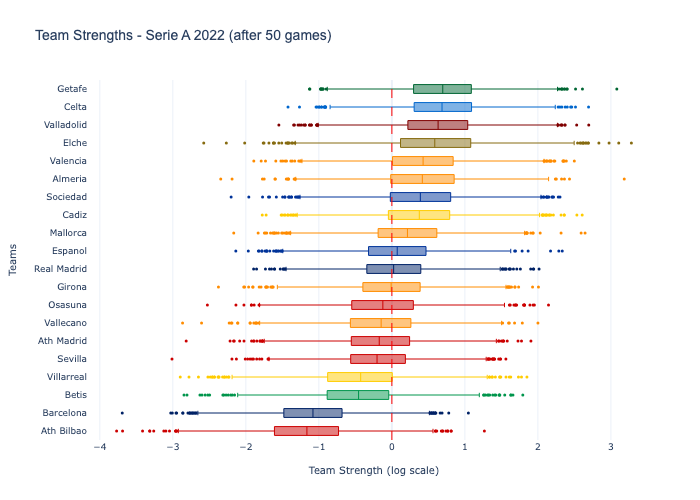 Team Strengths - Serie A 2022 (after 50 games)
Getafe
Celta
Valladolid
Elche
Valencia
Almeria
Sociedad
Cadiz
Mallorca
Espanol
Real Madrid
Girona
Osasuna
Vallecano
Ath Madrid
Sevilla
Villarreal
Betis
Barcelona
Ath Bilbao
Teams
−4 −3 −2 −1 0 1 2 3
Team Strength (log scale)